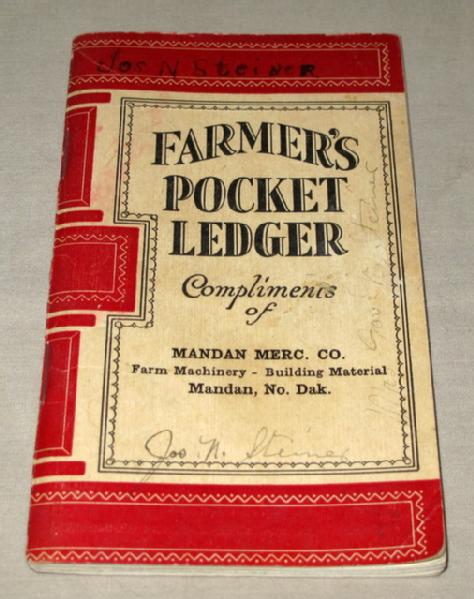 Jos N Steiner
FARMER'S
POCKET
LEDGER
Compliments
of
MANDAN MERC. CO.
Farm Machinery - Building Material
Mandan, No. Dak.
Jos. N. Steiner